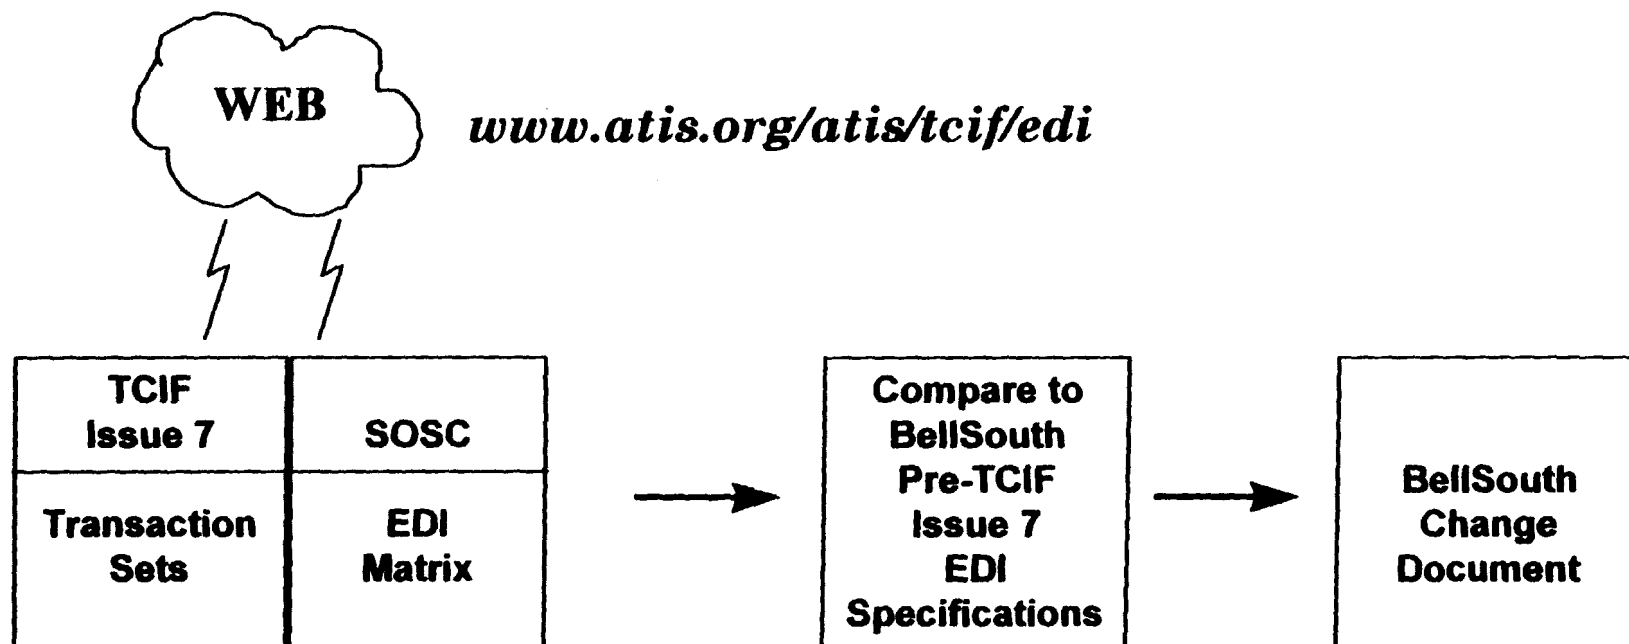 WEB
www.atis.org/atis/tcif/edi
TCIF
Issue 7
SOSC
Transaction
Sets
EDI
Matrix
Compare to
BellSouth
Pre-TCIF
Issue 7
EDI
Specifications
BellSouth
Change
Document